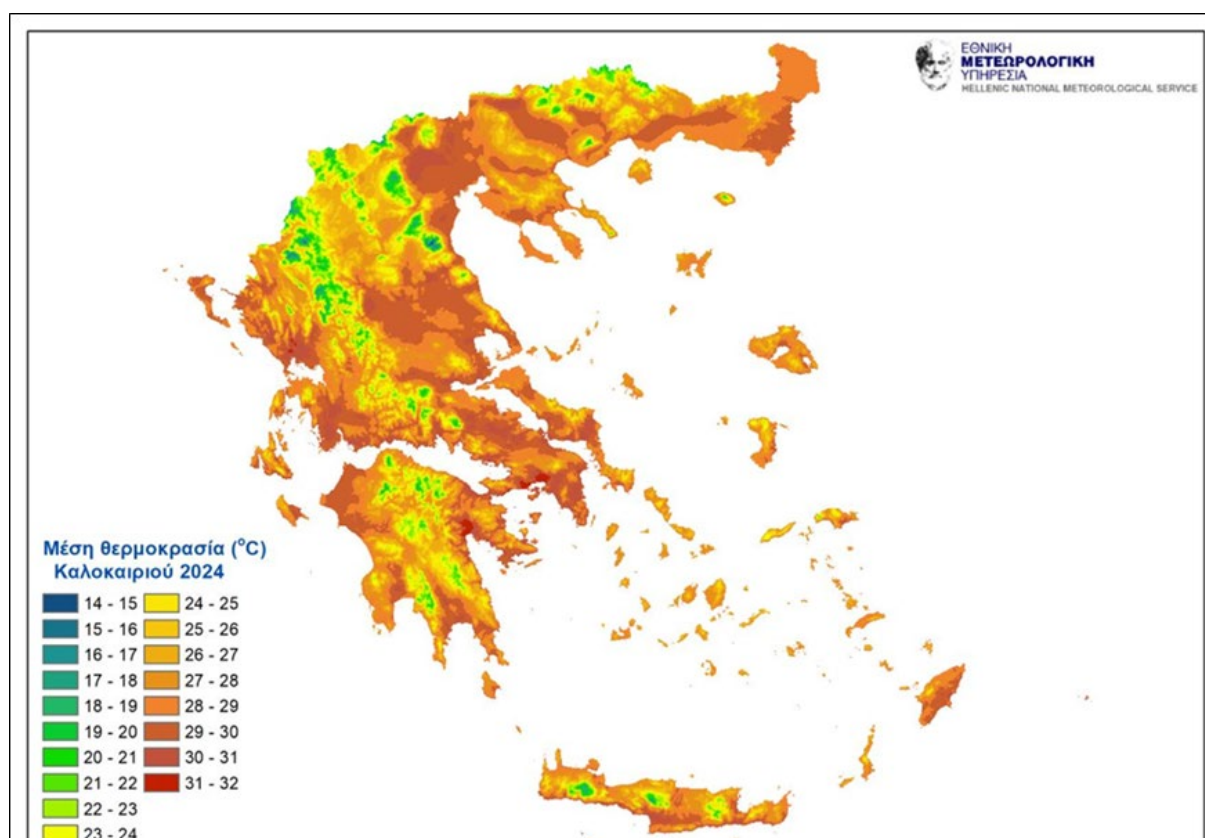 ΕΘΝΙΚΗ
ΜΕΤΕΩΡΟΛΟΓΙΚΗ
ΥΠΗΡΕΣΙΑ
HELLENIC NATIONAL METEOROLOGICAL SERVICE
Μέση θερμοκρασία (°C)
Καλοκαιριού 2024
14 - 15
15 - 16
16 - 17
17 - 18
18 - 19
19 - 20
20 - 21
21 - 22
22 - 23
23 - 24
24 - 25
25 - 26
26 - 27
27 - 28
28 - 29
29 - 30
30 - 31
31 - 32